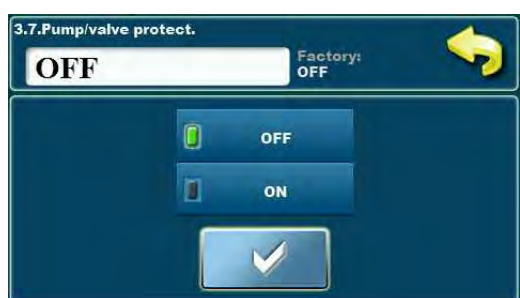 3.7.Pump/valve protect.
OFF
Factory:
OFF
OFF
ON